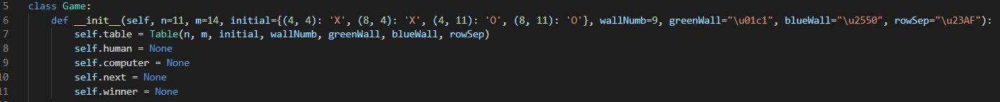 5 class Game:
6 def __init__(self, n=11, m=14, initial={(4, 4): 'X', (8, 4): 'X', (4, 11): 'O', (8, 11): 'O'}, wallNumb=9, greenWall="\u01c1", blueWall="\u2550", rowSep="\u23AF"):
7 self.table = Table(n, m, initial, wallNumb, greenWall, blueWall, rowSep)
8 self.human = None
9 self.computer = None
10 self.next = None
11 self.winner = None